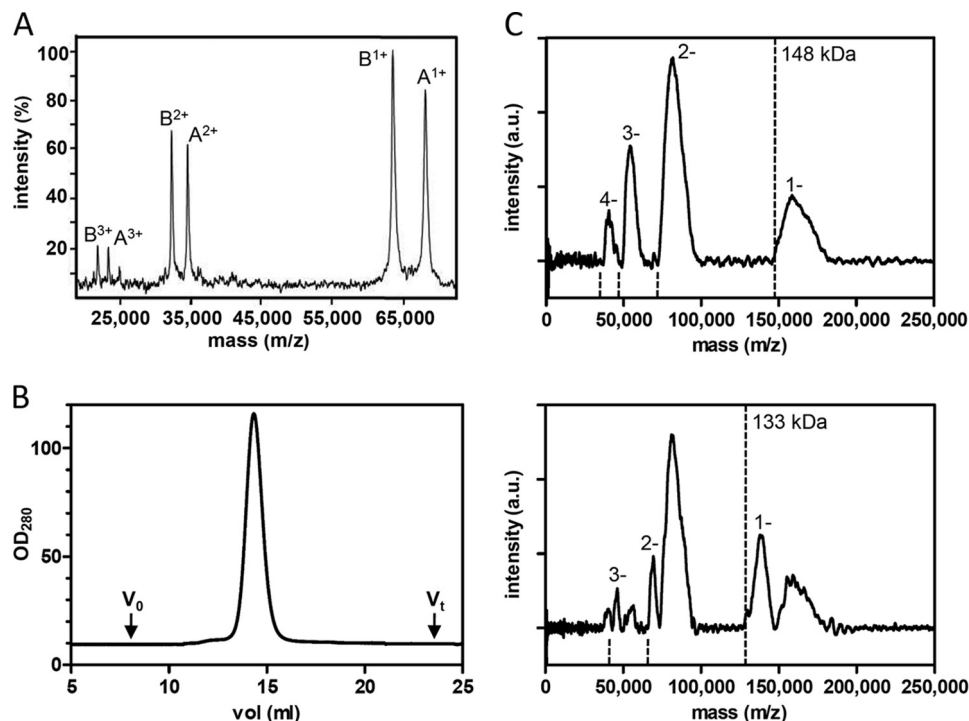 A
intensity (%)
100
80
60
40
20
B³⁺
A³⁺
B²⁺
A²⁺
B¹⁺
A¹⁺
25,000
35,000
45,000
55,000
65,000
mass (m/z)
B
OD₂₈₀
100
50
0
V₀
Vₜ
5
10
15
20
25
vol (ml)
C
intensity (a.u.)
4-
3-
2-
148 kDa
1-
0
50,000
100,000
150,000
200,000
250,000
mass (m/z)
intensity (a.u.)
3-
2-
133 kDa
1-
0
50,000
100,000
150,000
200,000
250,000
mass (m/z)